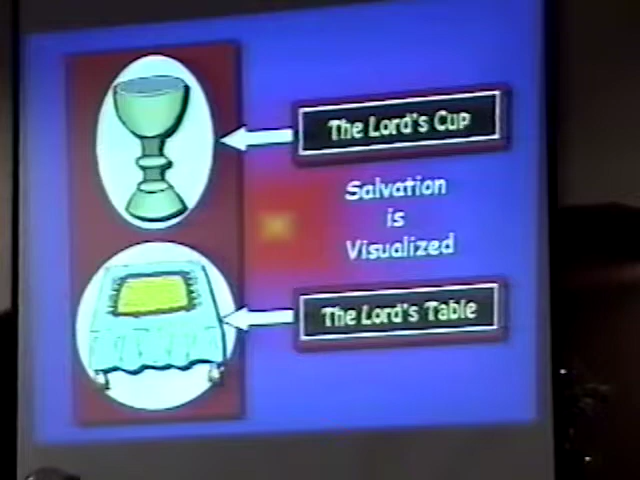 The Lord's Cup
Salvation
is
Visualized
The Lord's Table